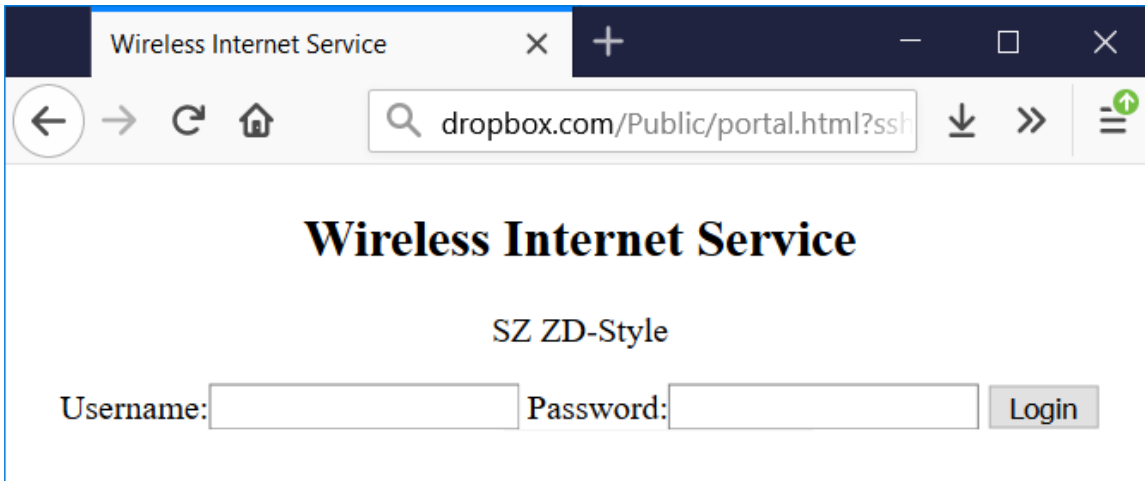 Wireless Internet Service
dropbox.com/Public/portal.html?ssh
Wireless Internet Service
SZ ZD-Style
Username: Password: Login